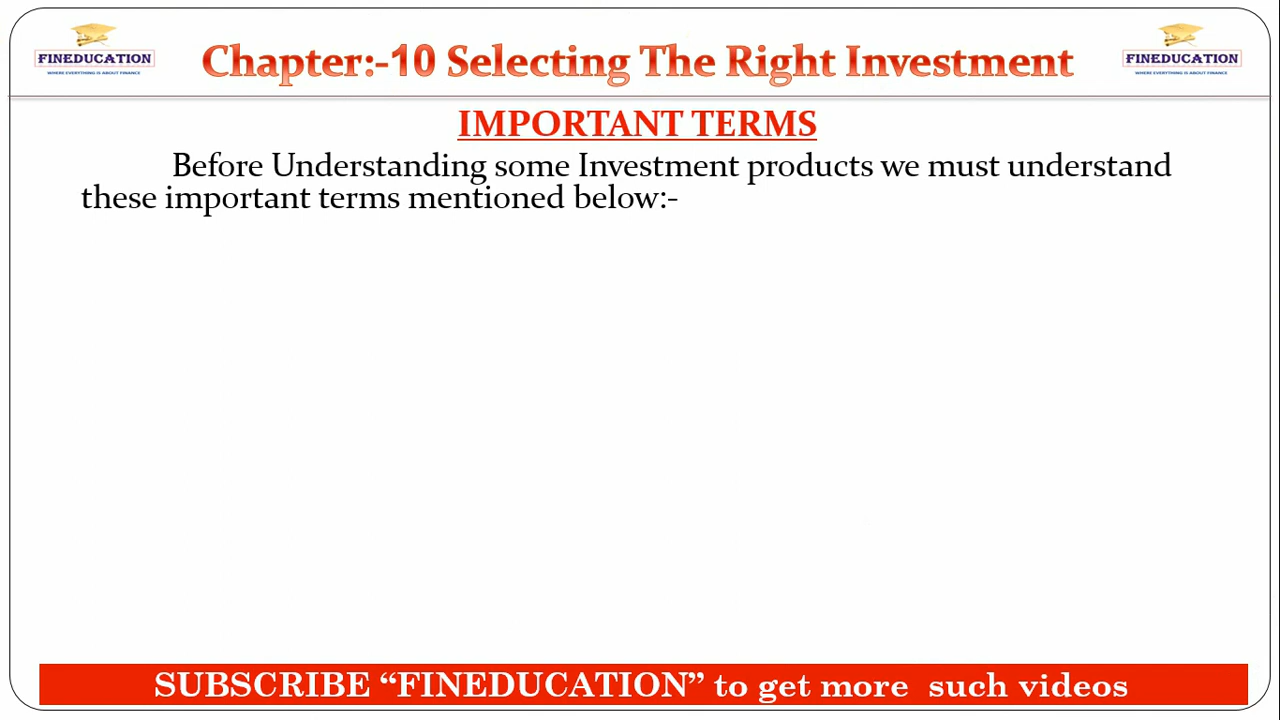 FINEDUCATION
WHERE EVERYTHING IS ABOUT FINANCE
Chapter:-10 Selecting The Right Investment
FINEDUCATION
WHERE EVERYTHING IS ABOUT FINANCE
IMPORTANT TERMS
Before Understanding some Investment products we must understand
these important terms mentioned below:-
SUBSCRIBE “FINEDUCATION” to get more such videos